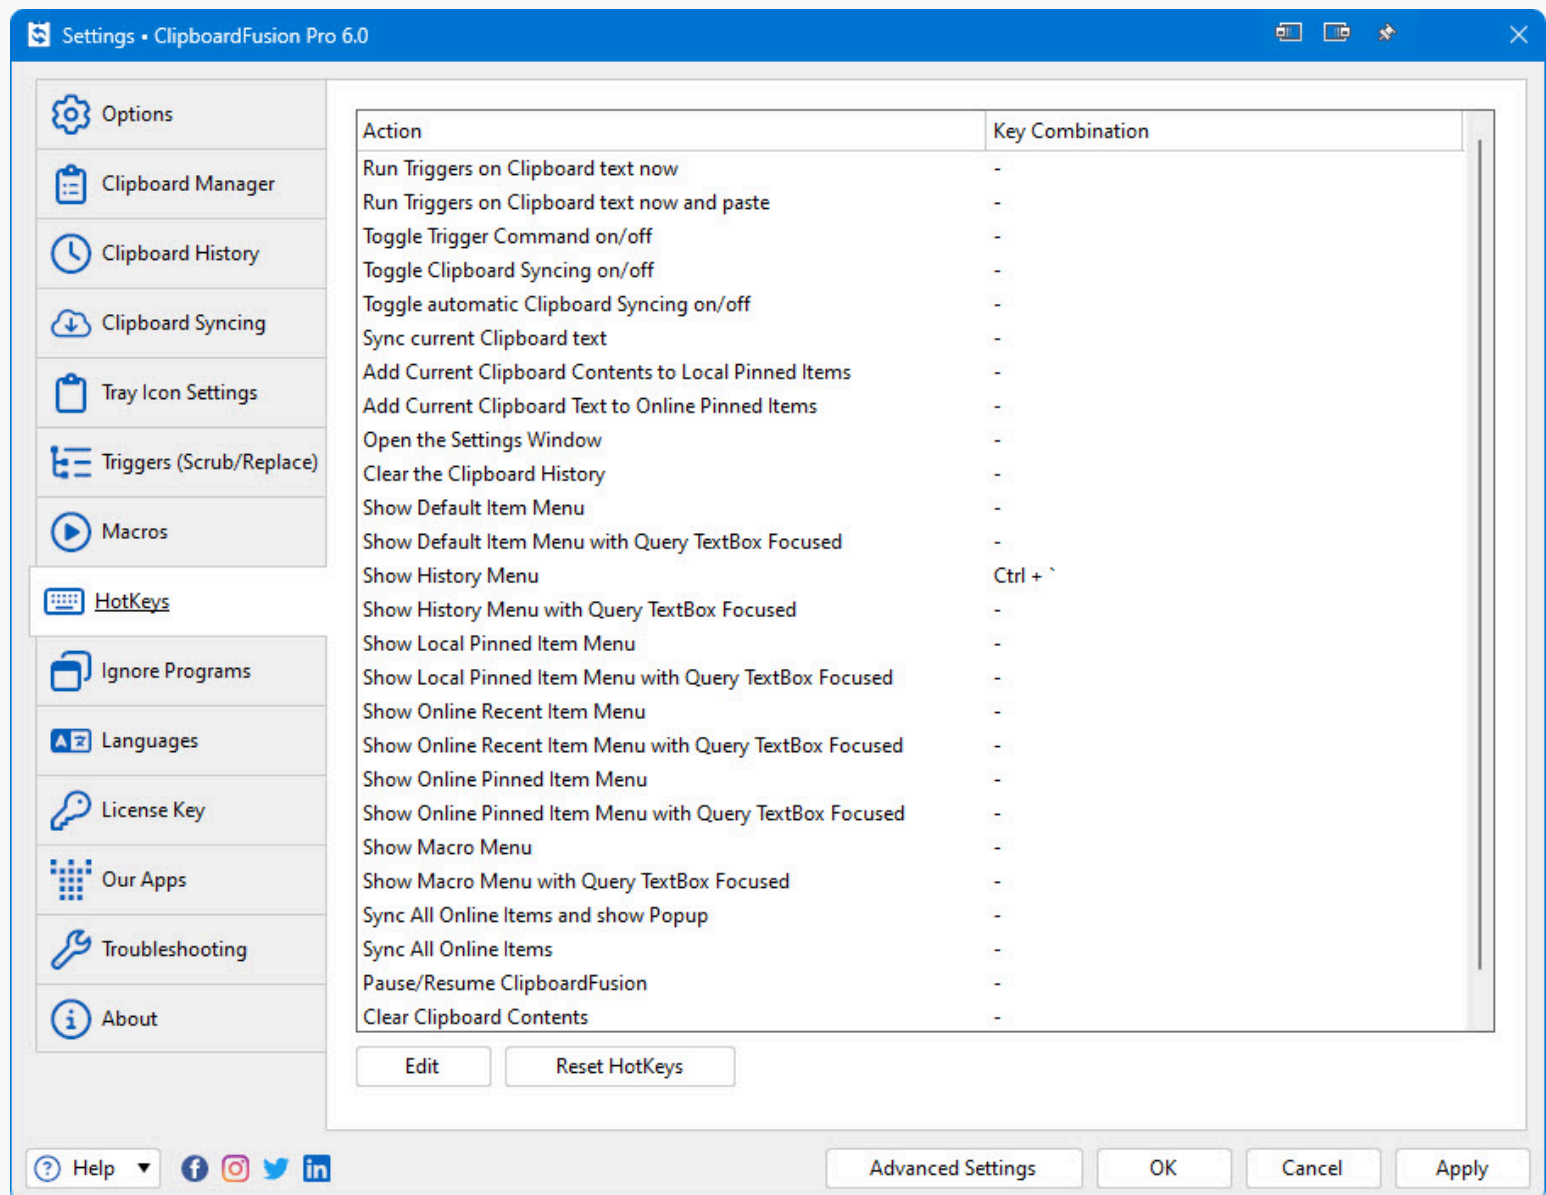 Settings • ClipboardFusion Pro 6.0
Options
Clipboard Manager
Clipboard History
Clipboard Syncing
Tray Icon Settings
Triggers (Scrub/Replace)
Macros
HotKeys
Ignore Programs
Languages
License Key
Our Apps
Troubleshooting
About
Action Key Combination
Run Triggers on Clipboard text now -
Run Triggers on Clipboard text now and paste -
Toggle Trigger Command on/off -
Toggle Clipboard Syncing on/off -
Toggle automatic Clipboard Syncing on/off -
Sync current Clipboard text -
Add Current Clipboard Contents to Local Pinned Items -
Add Current Clipboard Text to Online Pinned Items -
Open the Settings Window -
Clear the Clipboard History -
Show Default Item Menu -
Show Default Item Menu with Query TextBox Focused -
Show History Menu Ctrl + `
Show History Menu with Query TextBox Focused -
Show Local Pinned Item Menu -
Show Local Pinned Item Menu with Query TextBox Focused -
Show Online Recent Item Menu -
Show Online Recent Item Menu with Query TextBox Focused -
Show Online Pinned Item Menu -
Show Online Pinned Item Menu with Query TextBox Focused -
Show Macro Menu -
Show Macro Menu with Query TextBox Focused -
Sync All Online Items and show Popup -
Sync All Online Items -
Pause/Resume ClipboardFusion -
Clear Clipboard Contents -
Edit Reset HotKeys
Help Advanced Settings OK Cancel Apply